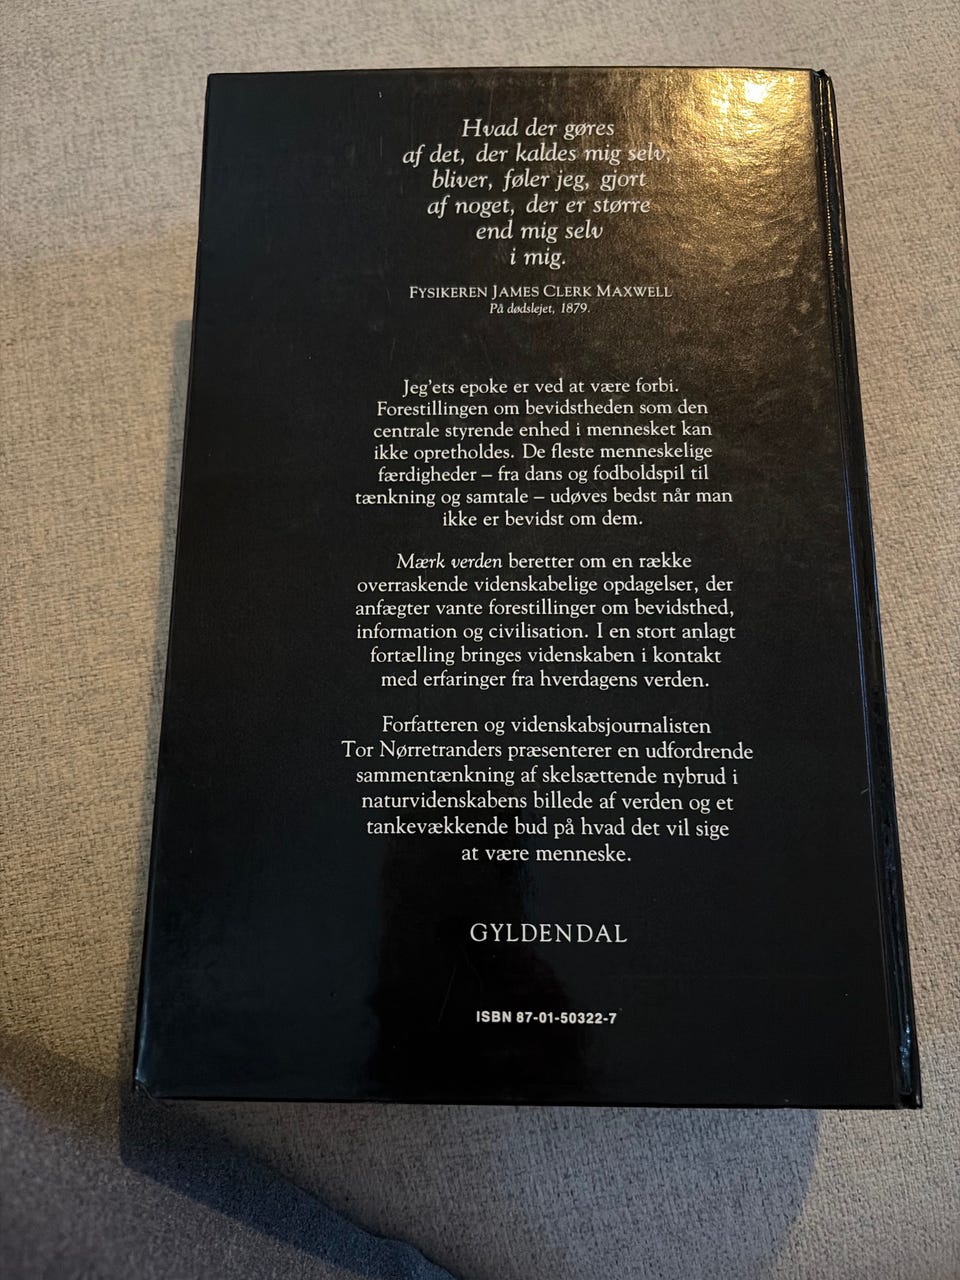 Hvad der gøres
af det, der kaldes mig selv,
bliver, føler jeg, gjort
af noget, der er større
end mig selv
i mig.
FYSIKEREN JAMES CLERK MAXWELL
På dødslejet, 1879.
Jeg'ets epoke er ved at være forbi.
Forestillingen om bevidstheden som den
centrale styrende enhed i mennesket kan
ikke opretholdes. De fleste menneskelige
færdigheder – fra dans og fodboldspil til
tænkning og samtale – udøves bedst når man
ikke er bevidst om dem.
Mærk verden beretter om en række
overraskende videnskabelige opdagelser, der
anfægter vante forestillinger om bevidsthed,
information og civilisation. I en stort anlagt
fortælling bringes videnskaben i kontakt
med erfaringer fra hverdagens verden.
Forfatteren og videnskabsjournalisten
Tor Nørretranders præsenterer en udfordrende
sammentænkning af skelsættende nybrud i
naturvidenskabens billede af verden og et
tankevækkende bud på hvad det vil sige
at være menneske.
GYLDENDAL
ISBN 87-01-50322-7